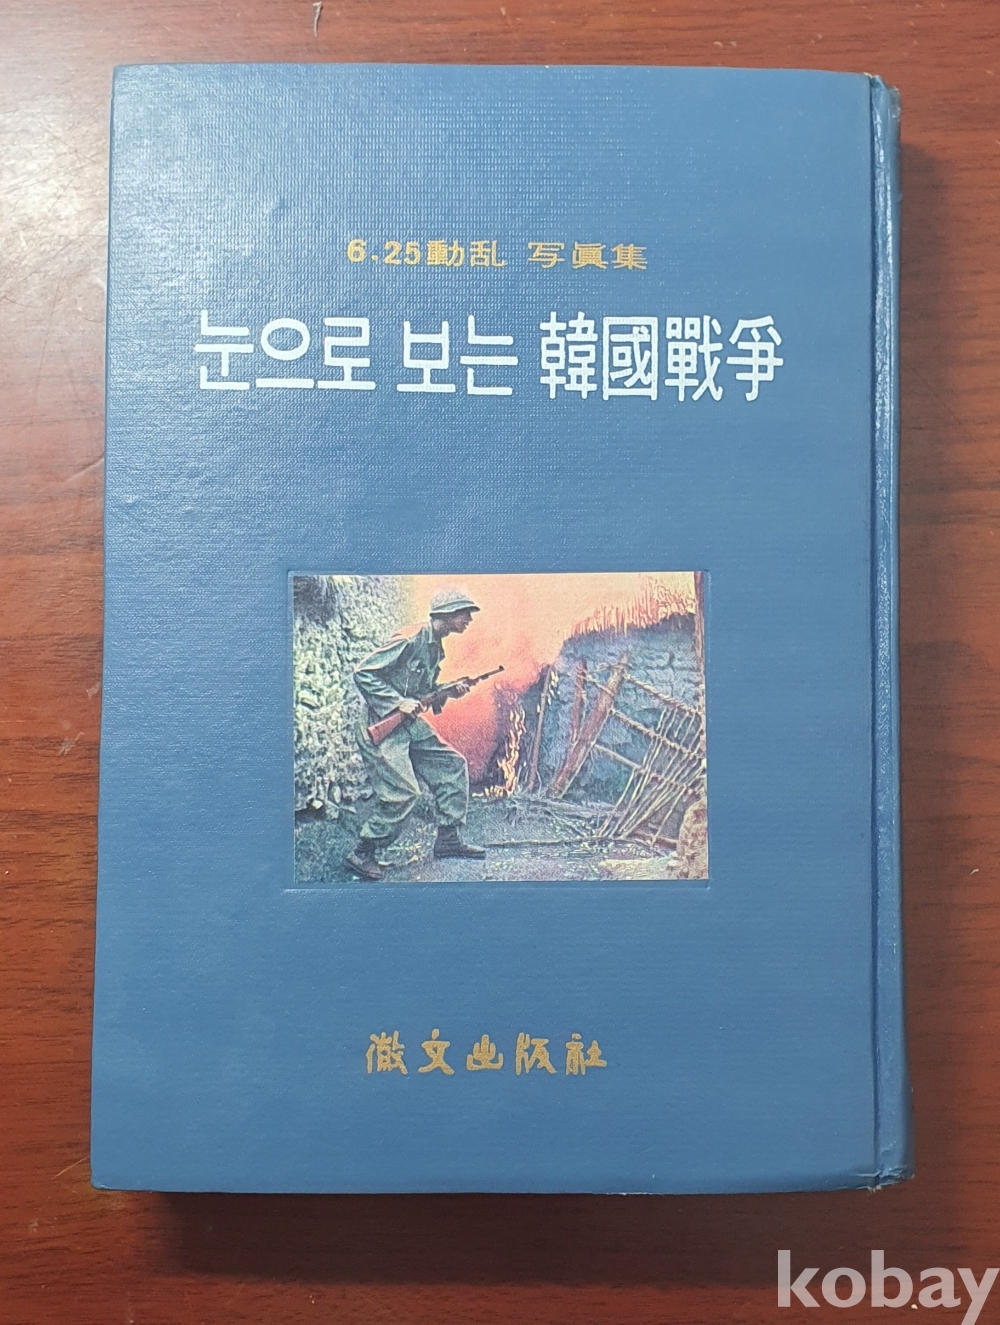 6.25動乱 写眞集
눈으로 보는 韓國戰爭
徽文出版社
kobay